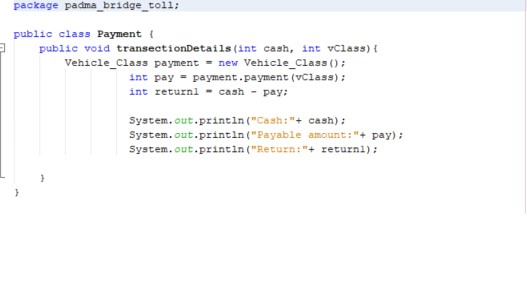 package padma_bridge_toll;
public class Payment {
public void transectionDetails(int cash, int vClass){
Vehicle_Class payment = new Vehicle_Class();
int pay = payment.payment(vClass);
int return1 = cash - pay;
System.out.println("Cash:"+ cash);
System.out.println("Payable amount:"+ pay);
System.out.println("Return:"+ return1);
}
}